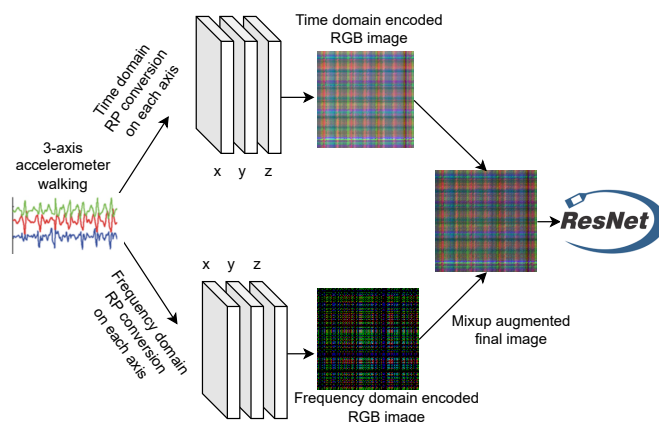 Time domain
RP conversion
on each axis
Time domain encoded
RGB image
x y z
3-axis
accelerometer
walking
ResNet
x y z
Frequency domain
RP conversion
on each axis
Mixup augmented
final image
Frequency domain encoded
RGB image